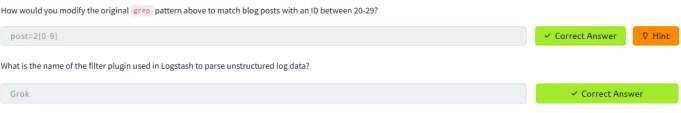 How would you modify the original grep pattern above to match blog posts with an ID between 20-29?
post=2[0-9]
✓ Correct Answer
Hint
What is the name of the filter plugin used in Logstash to parse unstructured log data?
Grok
✓ Correct Answer